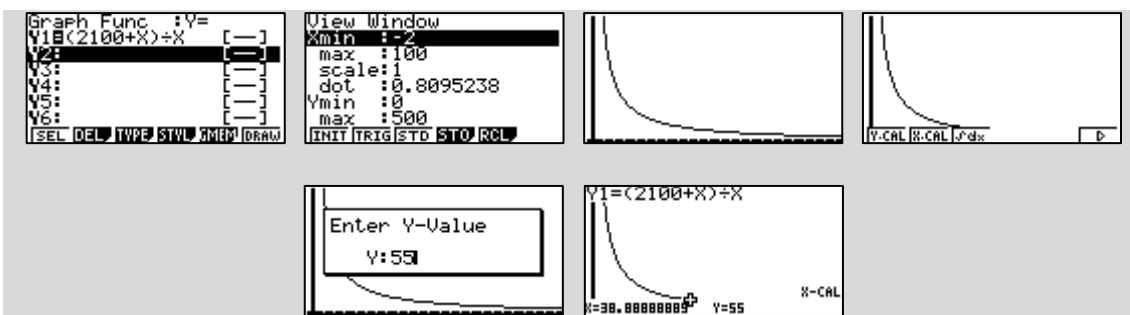 Graph Func :Y=
Y1=(2100+X)÷X [—]
Y2: [—]
Y3: [—]
Y4: [—]
Y5: [—]
Y6: [—]
SEL DEL TYPE STYL GMEM DRAW
View Window
Xmin :-2
max :100
scale:1
dot :0.8095238
Ymin :0
max :500
INIT TRIG STD STO RCL
Y-CAL X-CAL ∫dx ▷
Enter Y-Value
Y:55
Y1=(2100+X)÷X
X-CAL
X=38.88888889 Y=55